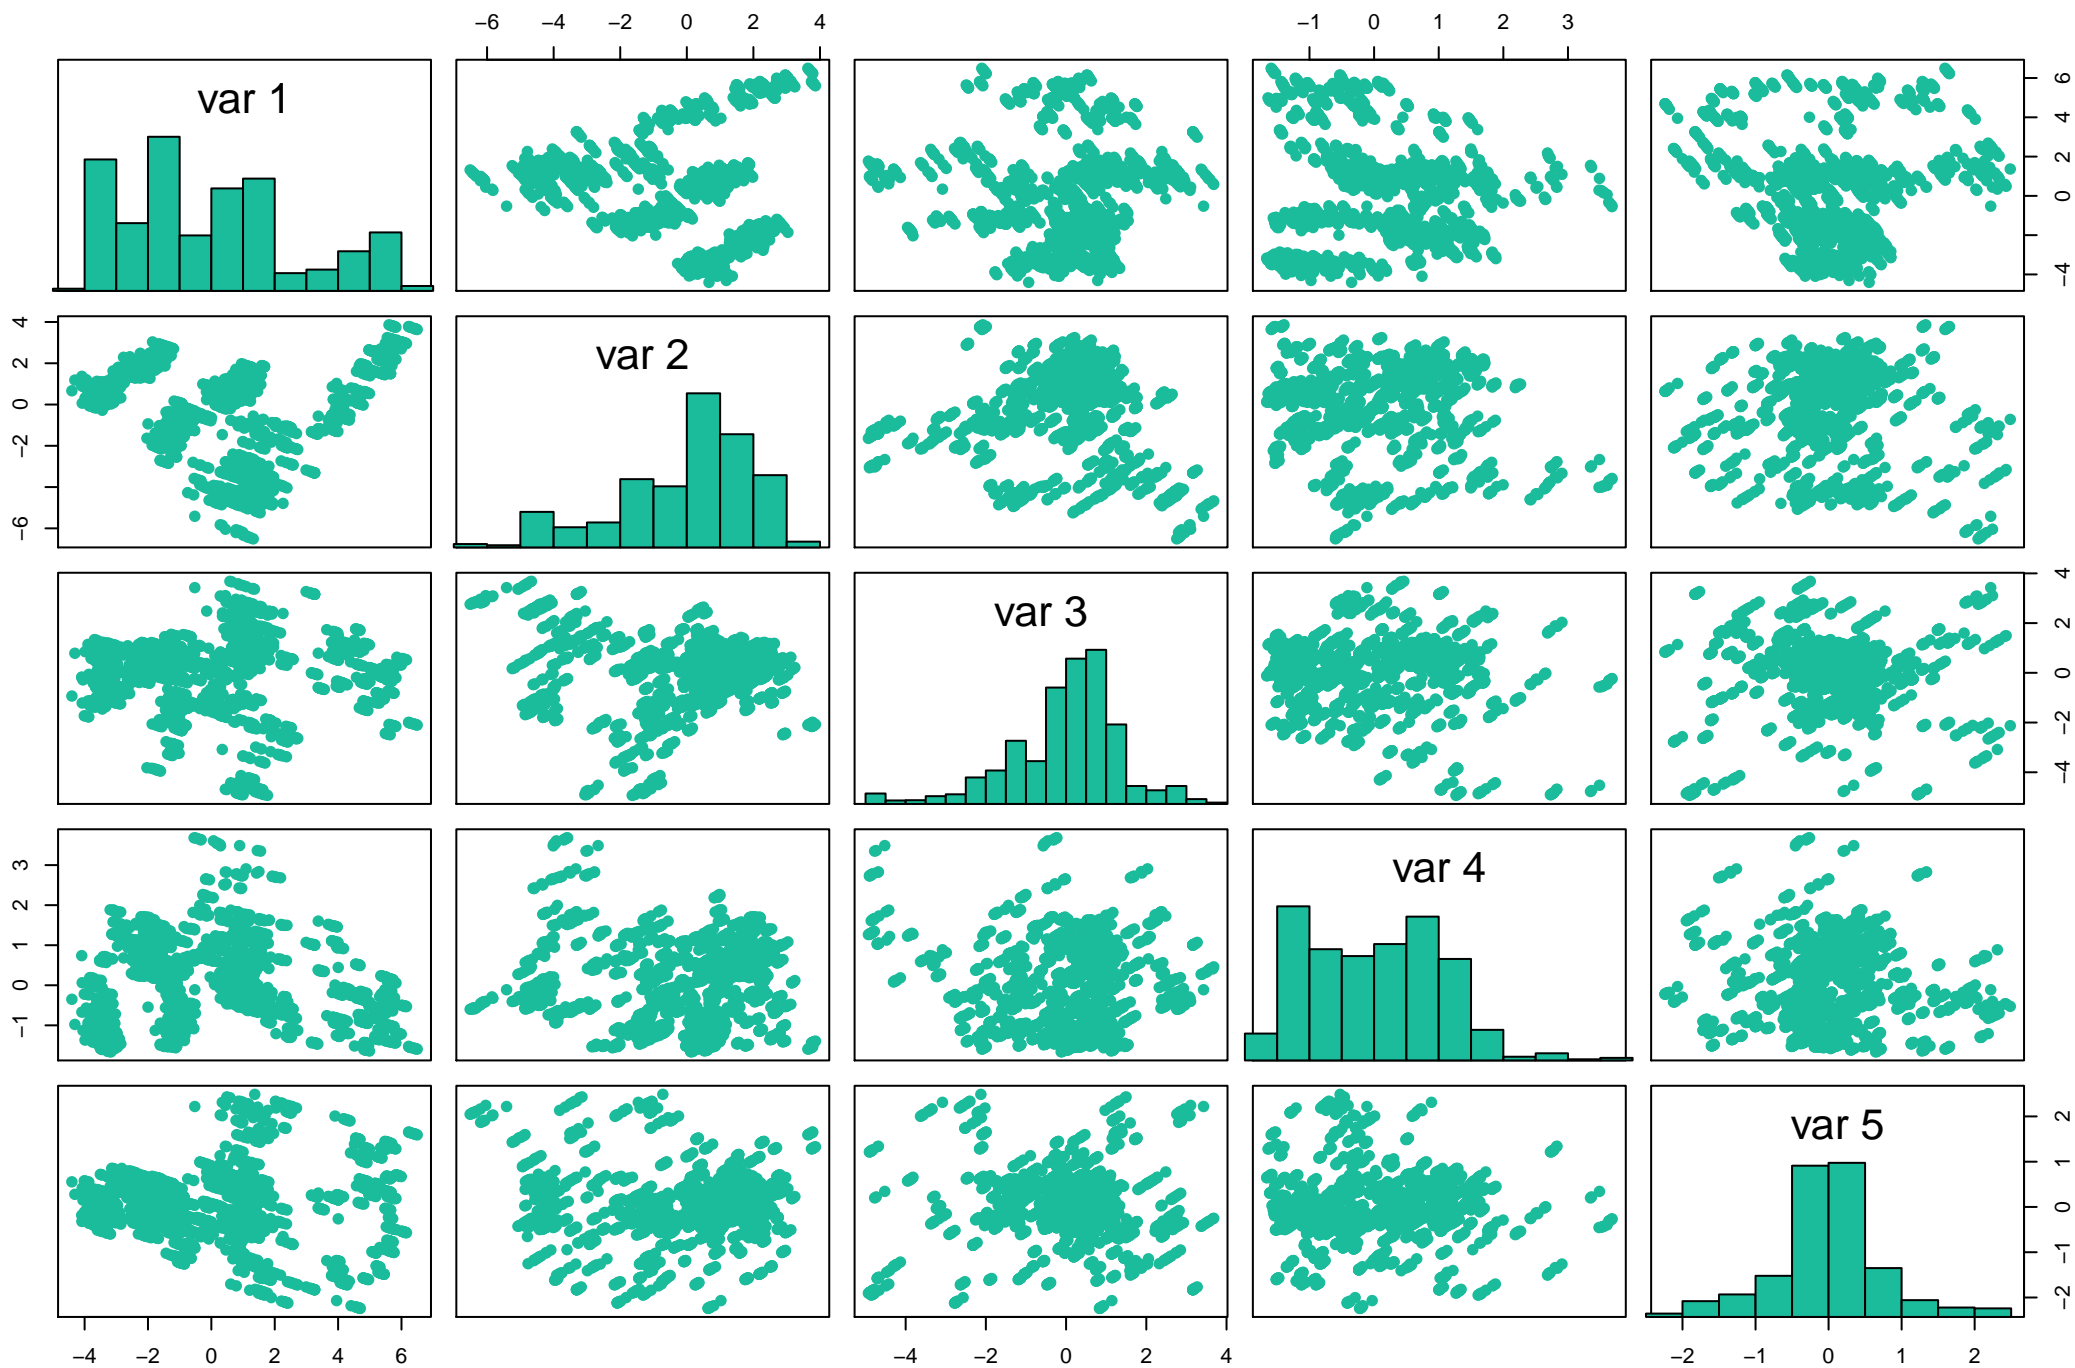 −6 −4 −2 0 2 4 −1 0 1 2 3
var 1
−4 0 2 4 6
var 2
−6 −2 0 2 4
var 3
−4 −2 0 2 4
var 4
−1 0 1 2 3
var 5
−2 −1 0 1 2
−4 −2 0 2 4 6 −4 −2 0 2 4 −2 −1 0 1 2